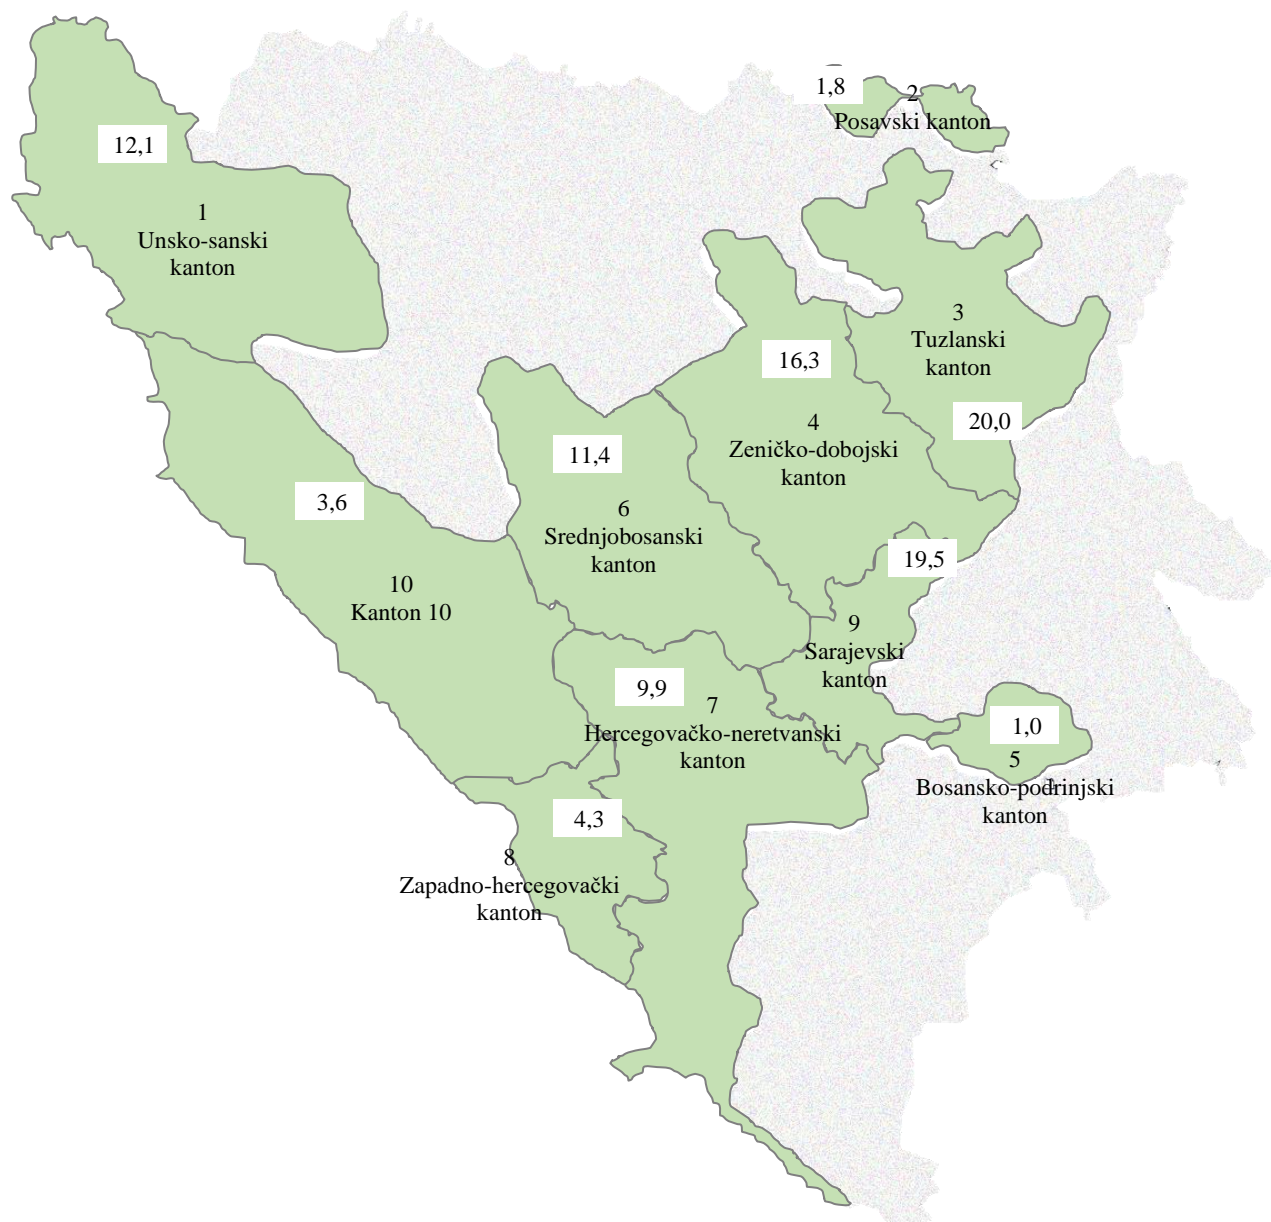 1,8
2
Posavski kanton
12,1
1
Unsko-sanski
kanton
3
Tuzlanski
kanton
20,0
16,3
4
Zeničko-dobojski
kanton
11,4
6
Srednjobosanski
kanton
3,6
10
Kanton 10
19,5
9
Sarajevski
kanton
9,9
7
Hercegovačko-neretvanski
kanton
1,0
5
Bosansko-podrinjski
kanton
4,3
8
Zapadno-hercegovački
kanton